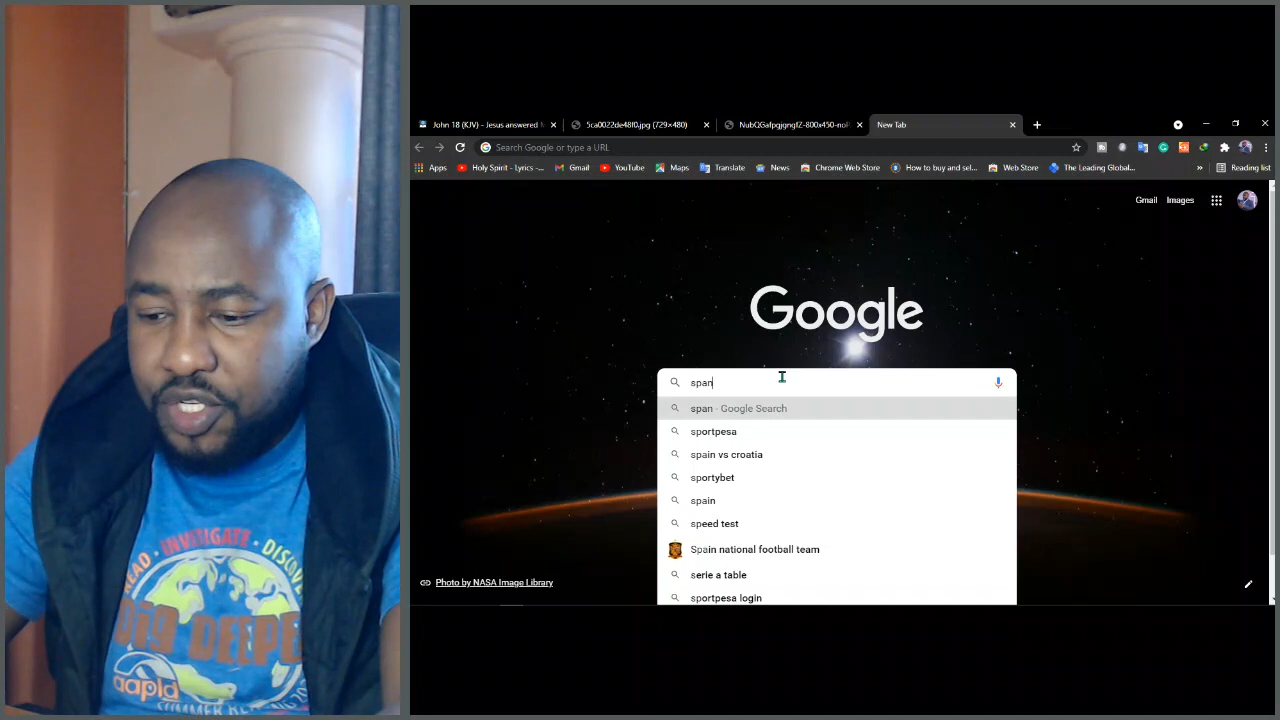 READ · INVESTIGATE · DISCOVER
Dig DEEPER
aapld
SUMMER
John 18 (KJV) - Jesus answered
5ca0022de48f0.jpg (729×480)
New Tab
Search Google or type a URL
Apps
Holy Spirit - Lyrics -...
Gmail
YouTube
Maps
Translate
News
Chrome Web Store
How to buy and sel...
Web Store
The Leading Global...
»
Reading list
Gmail
Images
Google
span
span - Google Search
sportpesa
spain vs croatia
sportybet
spain
speed test
Spain national football team
serie a table
sportpesa login
Photo by NASA Image Library